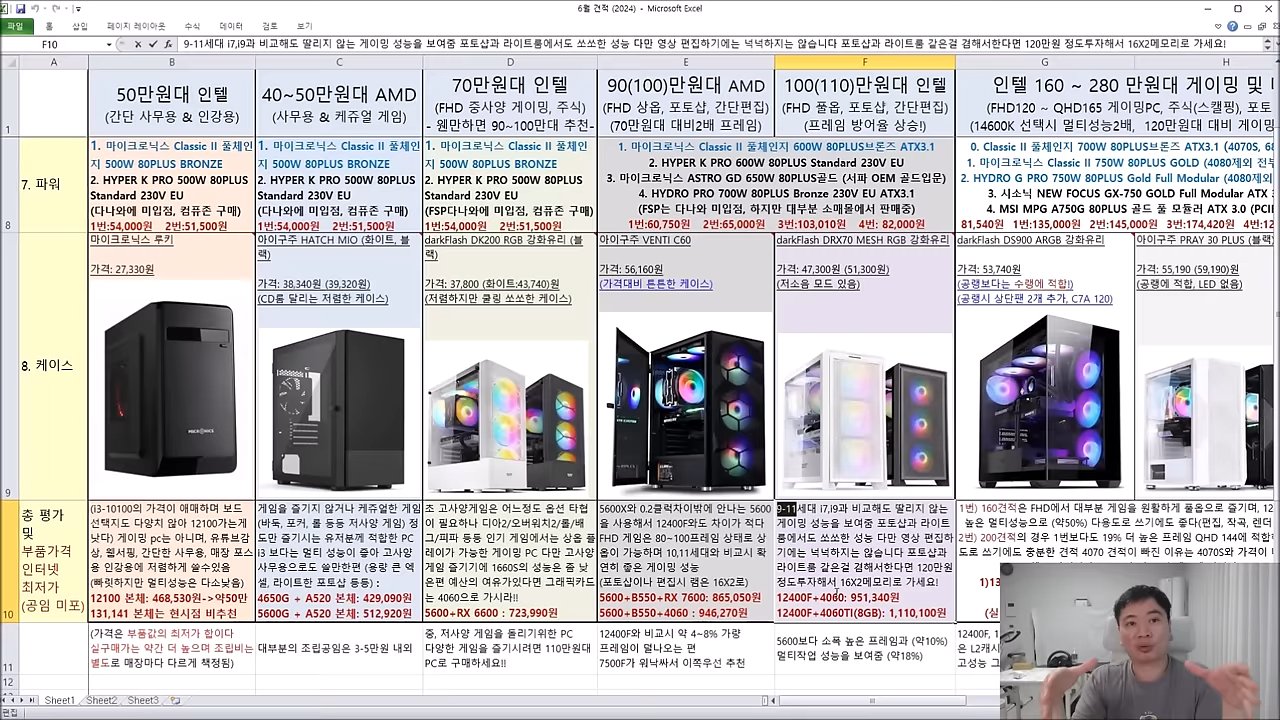 6월 견적 (2024) - Microsoft Excel
파일 홈 삽입 페이지 레이아웃 수식 데이터 검토 보기
F10 9-11세대 i7,i9과 비교해도 딸리지 않는 게이밍 성능을 보여줌 포토샵과 라이트룸에서도 쏘쏘한 성능 다만 영상 편집하기에는 넉넉하지는 않습니다 포토샵과 라이트룸 같은걸 겸해서한다면 120만원 정도투자해서 16X2메모리로 가세요!
A B C D E F G H
1
50만원대 인텔
(간단 사무용 & 인강용)
40~50만원대 AMD
(사무용 & 케쥬얼 게임)
70만원대 인텔
(FHD 중사양 게이밍, 주식)
- 웬만하면 90~100만대 추천-
90(100)만원대 AMD
(FHD 상옵, 포토샵, 간단편집)
(70만원대 대비2배 프레임)
100(110)만원대 인텔
(FHD 풀옵, 포토샵, 간단편집)
(프레임 방어율 상승!)
인텔 160 ~ 280 만원대 게이밍 및
(FHD120 ~ QHD165 게이밍PC, 주식(스캘핑), 포토
(14600K 선택시 멀티성능2배, 120만원대 대비 게이밍
8
7. 파워
1. 마이크로닉스 Classic II 풀체인
지 500W 80PLUS BRONZE
2. HYPER K PRO 500W 80PLUS
Standard 230V EU
(다나와에 미입점, 컴퓨존 구매)
1번:54,000원 2번:51,500원
1. 마이크로닉스 Classic II 풀체인
지 500W 80PLUS BRONZE
2. HYPER K PRO 500W 80PLUS
Standard 230V EU
(다나와에 미입점, 컴퓨존 구매)
1번:54,000원 2번:51,500원
1. 마이크로닉스 Classic II 풀체인
지 500W 80PLUS BRONZE
2. HYPER K PRO 500W 80PLUS
Standard 230V EU
(FSP다나와에 미입점, 컴퓨존 구매)
1번:54,000원 2번:51,500원
1. 마이크로닉스 Classic II 풀체인지 600W 80PLUS브론즈 ATX3.1
2. HYPER K PRO 600W 80PLUS Standard 230V EU
3. 마이크로닉스 ASTRO GD 650W 80PLUS골드 (서파 OEM 골드입문)
4. HYDRO PRO 700W 80PLUS Bronze 230V EU ATX3.1
(FSP는 다나와 미입점, 하지만 대부분 소매몰에서 판매중)
1번:60,750원 2번:65,000원 3번:103,010원 4번: 82,000원
0. Classic II 풀체인지 700W 80PLUS브론즈 ATX3.1 (4070S, 68
1. 마이크로닉스 Classic II 750W 80PLUS GOLD (4080제외 전부
2. HYDRO G PRO 750W 80PLUS Gold Full Modular (4080제외
3. 시소닉 NEW FOCUS GX-750 GOLD Full Modular ATX 3
4. MSI MPG A750G 80PLUS 골드 풀 모듈러 ATX 3.0 (PCII
81,540원 1번:135,000원 2번:145,000원 3번:174,420원 4번:12
9
8. 케이스
마이크로닉스 루키
가격: 27,330원
아이구주 HATCH MIO (화이트, 블
랙)
가격: 38,340원 (39,320원)
(CD룸 달리는 저렴한 케이스)
darkFlash DK200 RGB 강화유리 (블
랙)
가격: 37,800 (화이트:43,740원)
(저렴하지만 쿨링 쏘쏘한 케이스)
아이구주 VENTI C60
가격: 56,160원
(가격대비 튼튼한 케이스)
darkFlash DRX70 MESH RGB 강화유리
가격: 47,300원 (51,300원)
(저소음 모드 있음)
darkFlash DS900 ARGB 강화유리
가격: 53,740원
(공랭보다는 수랭에 적합!)
(공랭시 상단팬 2개 추가, C7A 120)
아이구주 PRAY 30 PLUS (블랙)
가격: 55,190 (59,190원)
(공랭에 적합, LED 없음)
MICRONICS
10
총 평가
및
부품가격
인터넷
최저가
(공임 미포)
(i3-10100의 가격이 애매하며 보드
선택지도 다양지 않아 12100가는게
낫다) 게이밍 pc는 아니며, 유튜브감
상, 웹서핑, 간단한 사무용, 매장 포스
용 인강용에 저렴하게 쓸수있음
(빠릿하지만 멀티성능은 다소낮음)
12100 본체: 468,530원->약50만
131,141 본체는 현시점 비추천
게임을 즐기지 않거나 캐쥬얼한 게임
(바둑, 포커, 롤 등등 저사양 게임) 정
도만 즐기시는 유저분께 적합한 PC
i3 보다는 멀티 성능이 좋아 고사양
사무용으로도 쓸만한편 (용량 큰 엑
셀, 라이트한 포토샵 등등) :
4650G + A520 본체: 429,090원
5600G + A520 본체: 512,920원
초 고사양게임은어느정도 옵션 타협
이 필요하나 디아2/오버워치2/롤/배
그/피파 등등 인기 게임에서는 상옵 플
레이가 가능한 게이밍 PC 다만 고사양
게임 즐기기에 1660S의 성능은 줌 낮
은편 예산의 여유가있다면 그래픽카드
는 4060으로 가시라!!
5600+RX 6600 : 723,990원
5600X와 0.2클럭차이밖에 안나는 5600
을 사용해서 12400F와도 차이가 적다
FHD 게임은 80~100프레임 상태로 상
옵이 가능하며 10,11세대와 비교시 확
연히 좋은 게이밍 성능
(포토샵이나 편집시 램은 16X2로)
5600+B550+RX 7600: 865,050원
5600+B550+4060 : 946,270원
9-11세대 i7,i9과 비교해도 딸리지 않는
게이밍 성능을 보여줌 포토샵과 라이트
룸에서도 쏘쏘한 성능 다만 영상 편집하
기에는 넉넉지는 않습니다 포토샵과
라이트룸 같은걸 겸해서한다면 120만원
정도투자해서 16X2메모리로 가세요!
12400F+4060: 951,340원
12400F+4060TI(8GB): 1,110,100원
1번) 160견적은 FHD에서 대부분 게임을 원활하게 풀옵으로 즐기며, 12
높은 멀티성능으로 (약50%) 다용도로 쓰기에도 좋다(편집, 작곡, 렌더
2번) 200견적의 경우 1번보다도 19% 더 높은 프레임 QHD 144에 적합한
도로 쓰기에도 충분한 견적 4070 견적이 빠진 이유는 4070S와 가격이
1)13
11
(가격은 부품값의 최저가 합이다
실구매가는 약간 더 높으며 조립비는
별도로 매장마다 다르게 책정됨)
대부분의 조립공임은 3-5만원 내외
중, 저사양 게임을 돌리기위한 PC
다양한 게임을 즐기시려면 110만원대
PC로 구매하세요!!
12400F와 비교시 약 4~8% 가량
프레임이 덜나오는 편
7500F가 워낙싸서 이쪽우선 추천
5600보다 소폭 높은 프레임과 (약10%)
멀티작업 성능을 보여줌 (약18%)
12400F, 1
은 L2캐시
고성능 그
12
Sheet1 Sheet2 Sheet3
편집